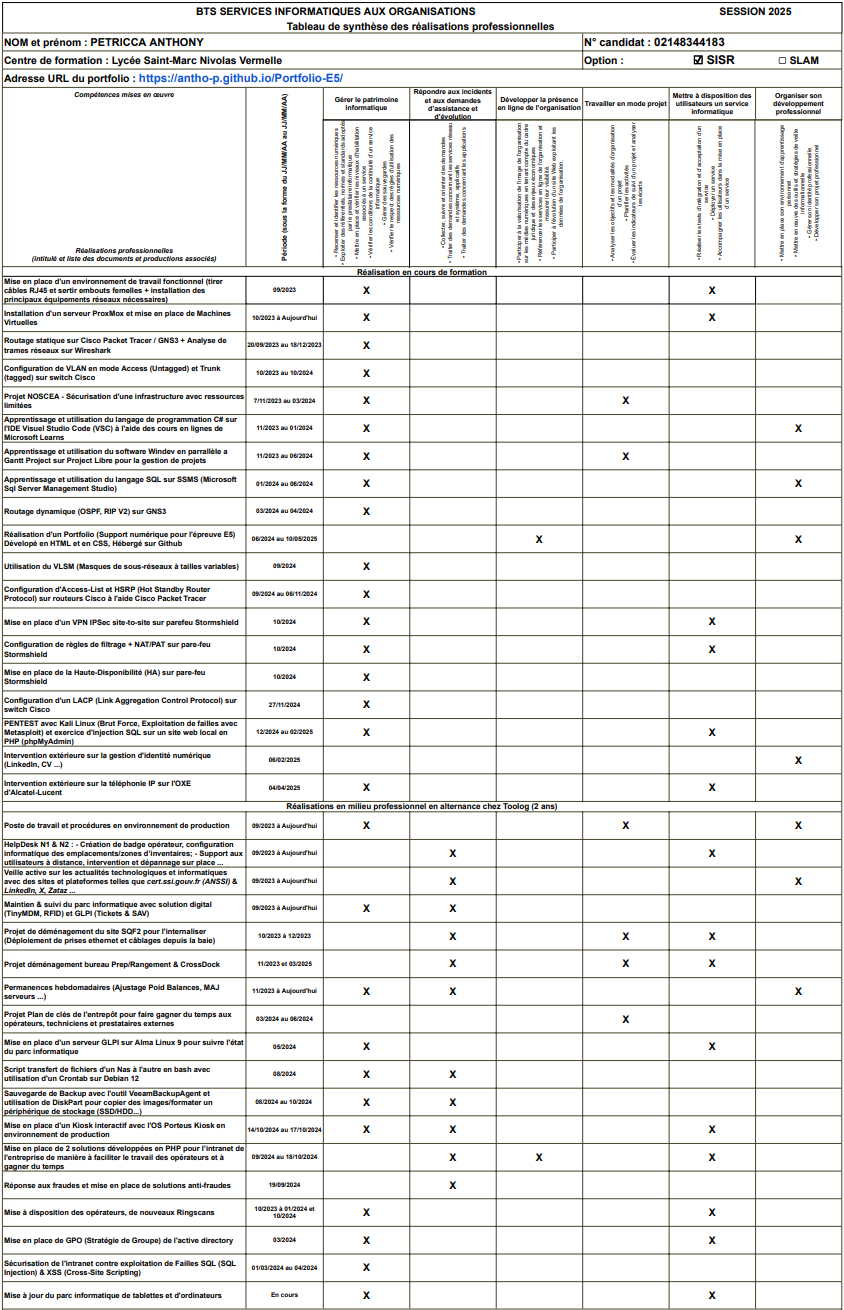 BTS SERVICES INFORMATIQUES AUX ORGANISATIONS SESSION 2025
Tableau de synthèse des réalisations professionnelles
NOM et prénom : PETRICCA ANTHONY N° candidat : 02148344183
Centre de formation : Lycée Saint-Marc Nivolas Vermelle Option : ☑ SISR ☐ SLAM
Adresse URL du portfolio : https://antho-p.github.io/Portfolio-E5/
Compétences mises en œuvre
Réalisations professionnelles
(intitulé et liste des documents et productions associés)
Période (sous la forme du JJ/MM/AA au JJ/MM/AA)
Gérer le patrimoine
informatique
Répondre aux incidents
et aux demandes
d'assistance et
d'évolution
Développer la présence
en ligne de l'organisation
Travailler en mode projet
Mettre à disposition des
utilisateurs un service
informatique
Organiser son
développement
professionnel
• Recenser et identifier les ressources numériques
• Exploiter des référentiels, normes et standards adoptés
par le prestataire informatique
• Mettre en place et vérifier les niveaux d'habilitation
associés à un service
• Vérifier les conditions de la continuité d'un service
informatique
• Gérer des sauvegardes
• Vérifier le respect des règles d'utilisation des
ressources numériques
• Collecter, suivre et orienter des demandes
• Traiter des demandes concernant les services réseau
et système, applicatifs
• Traiter des demandes concernant les applications
• Participer à la valorisation de l'image de l'organisation
sur les médias numériques en tenant compte du cadre
juridique et des enjeux économiques
• Référencer les services en ligne de l'organisation et
mesurer leur visibilité.
• Participer à l'évolution d'un site Web exploitant les
données de l'organisation.
• Analyser les objectifs et les modalités d'organisation
d'un projet
• Planifier les activités
• Évaluer les indicateurs de suivi d'un projet et analyser
les écarts
• Réaliser les tests d'intégration et d'acceptation d'un
service
• Déployer un service
• Accompagner les utilisateurs dans la mise en place
d'un service
• Mettre en place son environnement d'apprentissage
personnel
• Mettre en œuvre des outils et stratégies de veille
informationnelle
• Gérer son identité professionnelle
• Développer son projet professionnel
Réalisation en cours de formation
Mise en place d'un environnement de travail fonctionnel (tirer
câbles RJ45 et sertir embouts femelles + installation des
principaux équipements réseaux nécessaires)
09/2023 X X
Installation d'un serveur ProxMox et mise en place de Machines
Virtuelles
10/2023 à Aujourd'hui X X
Routage statique sur Cisco Packet Tracer / GNS3 + Analyse de
trames réseaux sur Wireshark
20/09/2023 au 18/12/2023 X
Configuration de VLAN en mode Access (Untagged) et Trunk
(tagged) sur switch Cisco
10/2023 au 10/2024 X
Projet NOSCEA - Sécurisation d'une infrastructure avec ressources
limitées
7/11/2023 au 03/2024 X X
Apprentissage et utilisation du langage de programmation C# sur
l'IDE Visuel Studio Code (VSC) à l'aide des cours en lignes de
Microsoft Learns
11/2023 au 01/2024 X X
Apprentissage et utilisation du software Windev en parrallèle a
Gantt Project sur Project Libre pour la gestion de projets
11/2023 au 06/2024 X X
Apprentissage et utilisation du langage SQL sur SSMS (Microsoft
Sql Server Management Studio)
01/2024 au 06/2024 X X
Routage dynamique (OSPF, RIP V2) sur GNS3
03/2024 au 04/2024 X
Réalisation d'un Portfolio (Support numérique pour l'épreuve E5)
Dévelopé en HTML et en CSS, Hébergé sur Github
06/2024 au 10/05/2025 X X
Utilisation du VLSM (Masques de sous-réseaux à tailles variables)
09/2024 X
Configuration d'Access-List et HSRP (Hot Standby Router
Protocol) sur routeurs Cisco à l'aide Cisco Packet Tracer
09/2024 au 06/11/2024 X
Mise en place d'un VPN IPSec site-to-site sur parefeu Stormshield
10/2024 X X
Configuration de règles de filtrage + NAT/PAT sur pare-feu
Stormshield
10/2024 X X
Mise en place de la Haute-Disponibilité (HA) sur pare-feu
Stormshield
10/2024 X
Configuration d'un LACP (Link Aggregation Control Protocol) sur
switch Cisco
27/11/2024 X
PENTEST avec Kali Linux (Brut Force, Exploitation de failles avec
Metasploit) et exercice d'injection SQL sur un site web local en
PHP (phpMyAdmin)
12/2024 au 02/2025 X X
Intervention extérieure sur la gestion d'identité numérique
(LinkedIn, CV ...)
06/02/2025 X
Intervention extérieure sur la téléphonie IP sur l'OXE
d'Alcatel-Lucent
04/04/2025 X X
Réalisations en milieu professionnel en alternance chez Toolog (2 ans)
Poste de travail et procédures en environnement de production
09/2023 à Aujourd'hui X X X
HelpDesk N1 & N2 : - Création de badge opérateur, configuration
informatique des emplacements/zones d'inventaires; - Support aux
utilisateurs à distance, intervention et dépannage sur place ...
09/2023 à Aujourd'hui X X
Veille active sur les actualités technologiques et informatiques
avec des sites et plateformes telles que cert.ssi.gouv.fr (ANSSI) &
LinkedIn, X, Zataz ...
09/2023 à Aujourd'hui X X
Maintien & suivi du parc informatique avec solution digital
(TinyMDM, RFID) et GLPI (Tickets & SAV)
09/2023 à Aujourd'hui X X
Projet de déménagement du site SQF2 pour l'internaliser
(Déploiement de prises ethernet et câblages depuis la baie)
10/2023 à 12/2023 X X X
Projet déménagement bureau Prep/Rangement & CrossDock
11/2023 et 03/2025 X X X
Permanences hebdomadaires (Ajustage Poid Balances, MAJ
serveurs ...)
11/2023 à Aujourd'hui X X X
Projet Plan de clés de l'entrepôt pour faire gagner du temps aux
opérateurs, techniciens et prestataires externes
03/2024 au 06/2024 X
Mise en place d'un serveur GLPI sur Alma Linux 9 pour suivre l'état
du parc informatique
05/2024 X X
Script transfert de fichiers d'un Nas à l'autre en bash avec
utilisation d'un Crontab sur Debian 12
08/2024 X X
Sauvegarde de Backup avec l'outil VeeamBackupAgent et
utilisation de DiskPart pour copier des images/formater un
périphérique de stockage (SSD/HDD...)
08/2024 au 10/2024 X X
Mise en place d'un Kiosk interactif avec l'OS Porteus Kiosk en
environnement de production
14/10/2024 au 17/10/2024 X X X
Mise en place de 2 solutions développées en PHP pour l'intranet de
l'entreprise de manière à faciliter le travail des opérateurs et à
gagner du temps
09/2024 au 18/10/2024 X X X
Réponse aux fraudes et mise en place de solutions anti-fraudes
19/09/2024 X
Mise à disposition des opérateurs, de nouveaux Ringscans
10/2023 à 01/2024 et
10/2024 X X
Mise en place de GPO (Stratégie de Groupe) de l'active directory
03/2024 X X
Sécurisation de l'intranet contre exploitation de Failles SQL (SQL
Injection) & XSS (Cross-Site Scripting)
01/03/2024 au 04/2024 X
Mise à jour du parc informatique de tablettes et d'ordinateurs
En cours X X